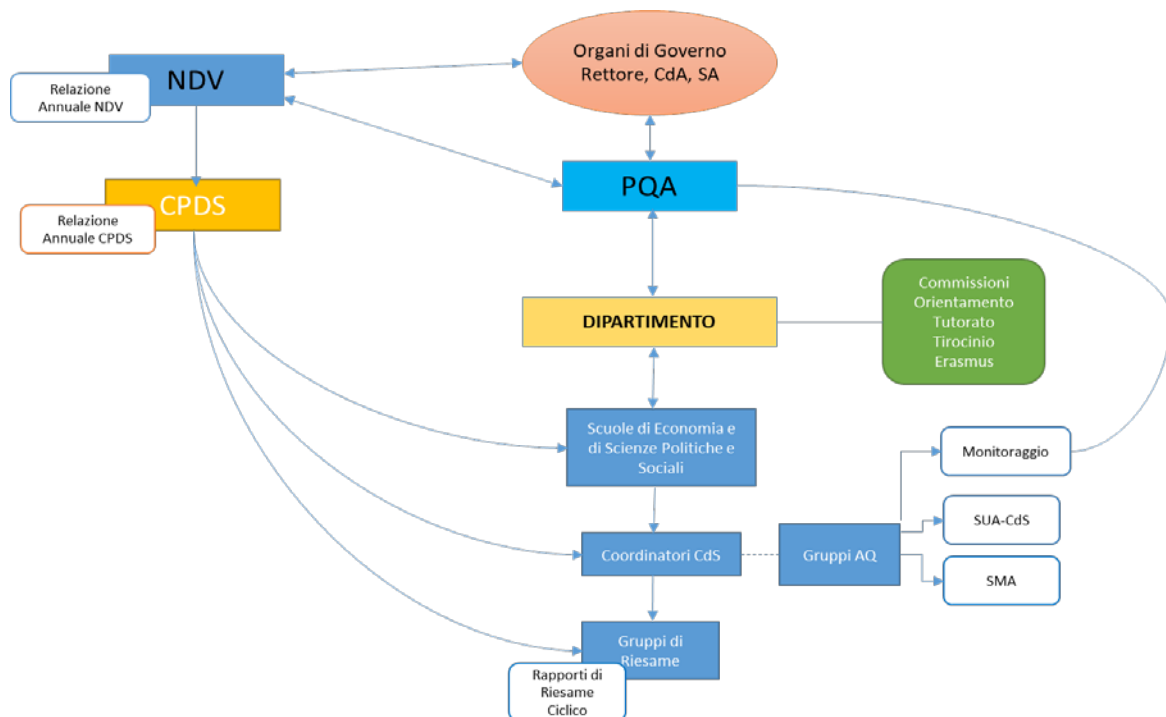 Organi di Governo
Rettore, CdA, SA
NDV
Relazione
Annuale NDV
PQA
CPDS
Relazione
Annuale CPDS
DIPARTIMENTO
Commissioni
Orientamento
Tutorato
Tirocinio
Erasmus
Scuole di Economia e
di Scienze Politiche e
Sociali
Monitoraggio
SUA-CdS
Coordinatori CdS
Gruppi AQ
SMA
Gruppi di
Riesame
Rapporti di
Riesame
Ciclico